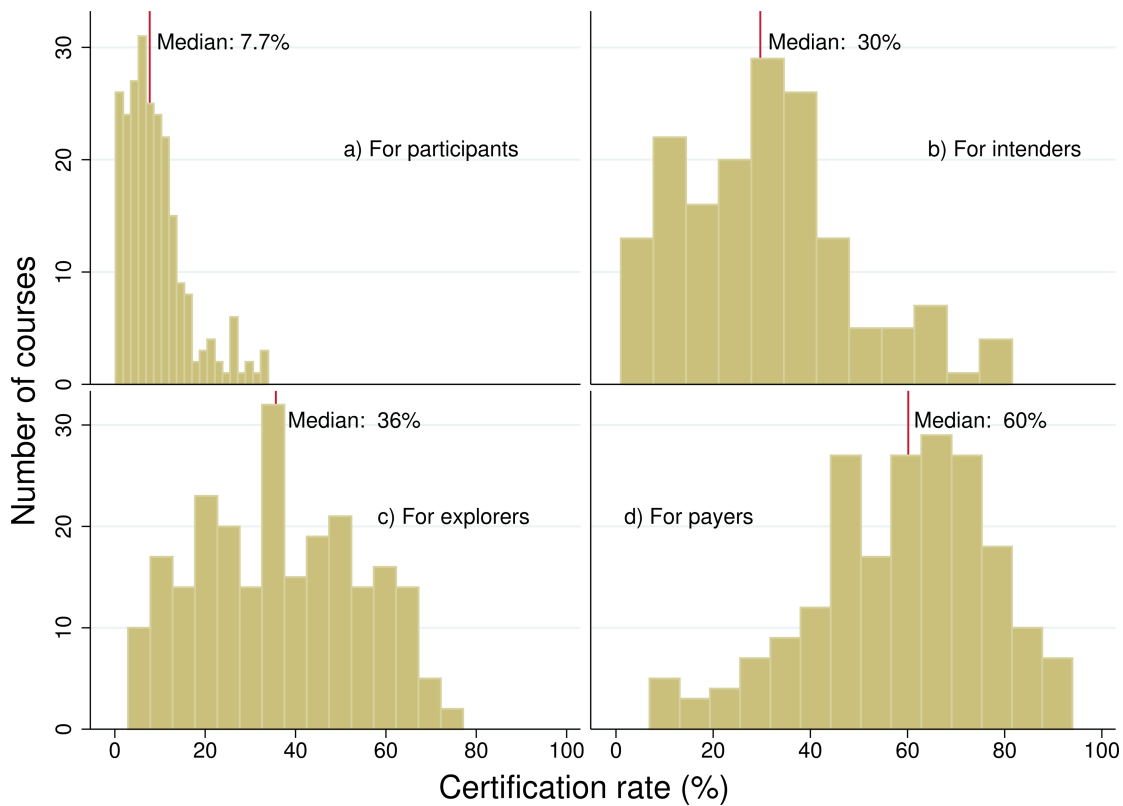 Number of courses
30
20
10
0
Median: 7.7%
a) For participants
Median: 30%
b) For intenders
30
20
10
0
Median: 36%
c) For explorers
Median: 60%
d) For payers
0 20 40 60 80 100
0 20 40 60 80 100
Certification rate (%)